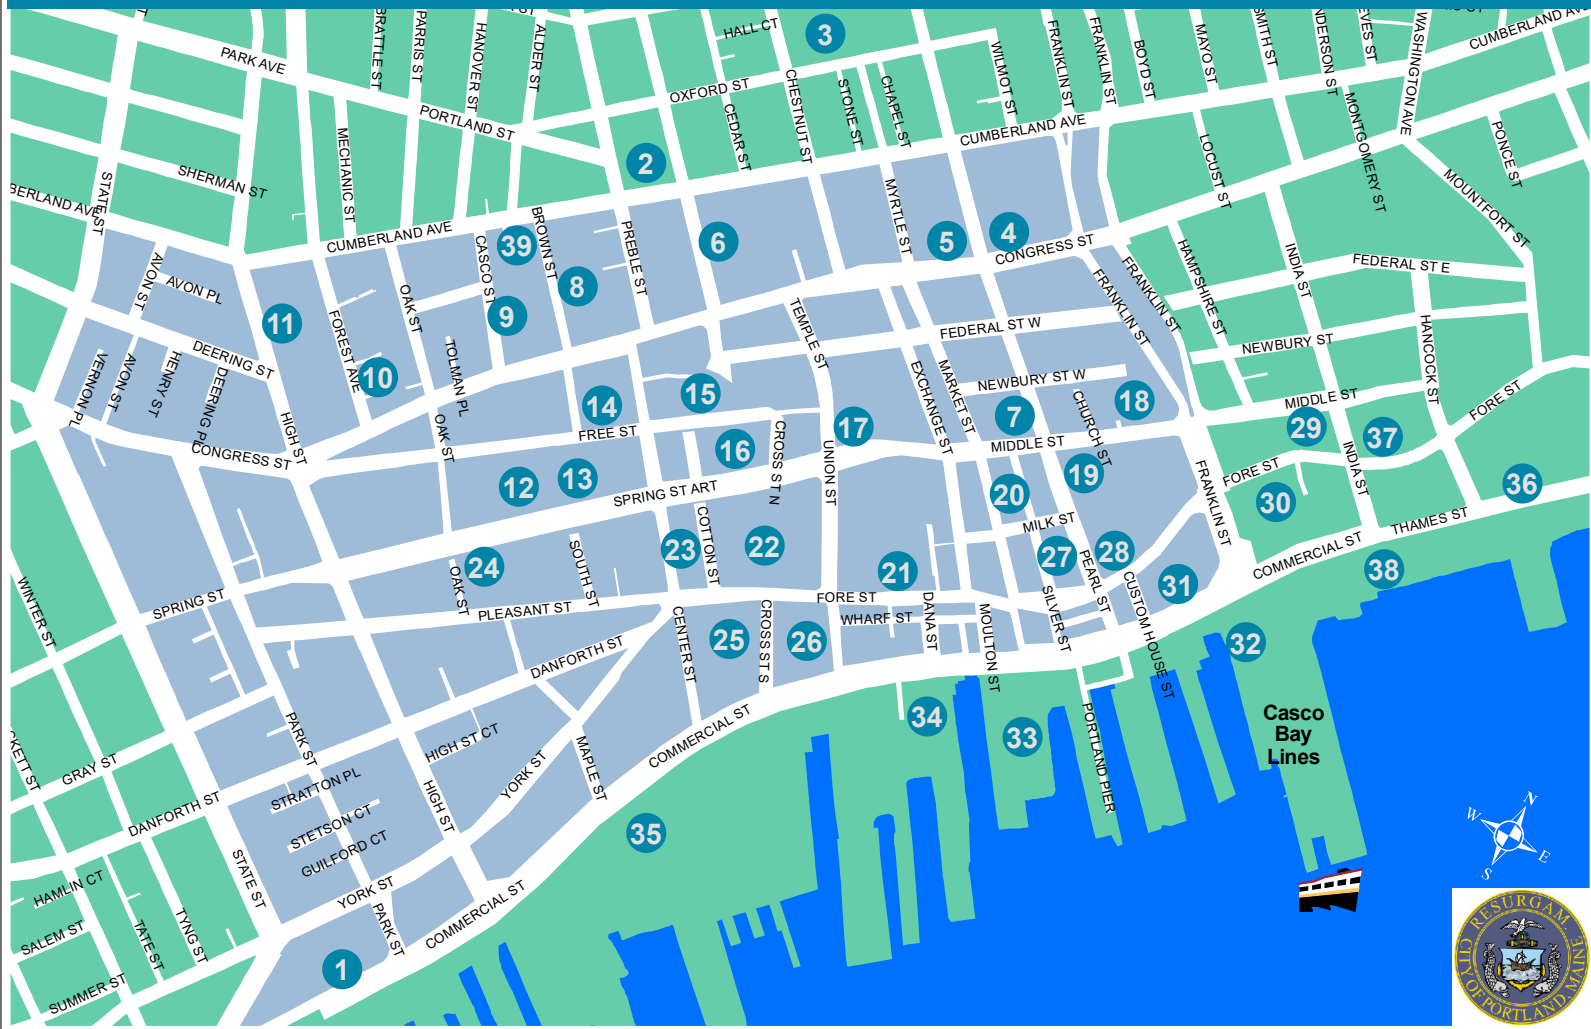 HALL CT
3
PARK AVE
BRATTLE ST
PARRIS ST
HANOVER ST
ALDER ST
PORTLAND ST
OXFORD ST
CEDAR ST
CHESTNUT ST
STONE ST
CHAPEL ST
WILMOT ST
FRANKLIN ST
FRANKLIN ST
BOYD ST
MAYO ST
SMITH ST
NDERSON ST
EVES ST
WASHINGTON AVE
CUMBERLAND AVE
CUMBERLAND AVE
MECHANIC ST
SHERMAN ST
BERLAND AVE
STATE ST
2
LOCUST ST
MONTGOMERY ST
PONCE ST
MOUNTFORT ST
CUMBERLAND AVE
CASCO ST
39
BROWN ST
PREBLE ST
6
MYRTLE ST
5
4
CONGRESS ST
HAMPSHIRE ST
INDIA ST
FEDERAL ST E
AVON ST
AVON PL
11
FOREST AVE
OAK ST
9
8
TEMPLE ST
FEDERAL ST W
FRANKLIN ST
FRANKLIN ST
NEWBURY ST
HANCOCK ST
VERNON PL
AVON ST
HENRY ST
DEERING ST
DEERING PL
10
TOLMAN PL
14
15
EXCHANGE ST
MARKET ST
NEWBURY ST W
7
CHURCH ST
18
MIDDLE ST
29
37
FORE ST
CONGRESS ST
HIGH ST
OAK ST
FREE ST
16
CROSS ST N
17
UNION ST
MIDDLE ST
12
13
SPRING ST ART
20
19
FRANKLIN ST
FORE ST
30
INDIA ST
36
THAMES ST
COTTON ST
22
23
MILK ST
27
28
COMMERCIAL ST
38
WINTER ST
SPRING ST
24
OAK ST
SOUTH ST
PLEASANT ST
21
FORE ST
WHARF ST
DANA ST
MOULTON ST
SILVER ST
PEARL ST
CUSTOM HOUSE ST
31
32
DANFORTH ST
CENTER ST
25
CROSS ST S
26
COMMERCIAL ST
34
33
PORTLAND PIER
Casco
Bay
Lines
CKETT ST
GRAY ST
DANFORTH ST
PARK ST
HIGH ST CT
YORK ST
MAPLE ST
STRATTON PL
STETSON CT
GUILFORD CT
HIGH ST
35
HAMLIN CT
SALEM ST
SUMMER ST
TATE ST
TYNG ST
STATE ST
YORK ST
PARK ST
COMMERCIAL ST
1
N
W
E
S
RESURGAM
CITY OF PORTLAND, MAINE